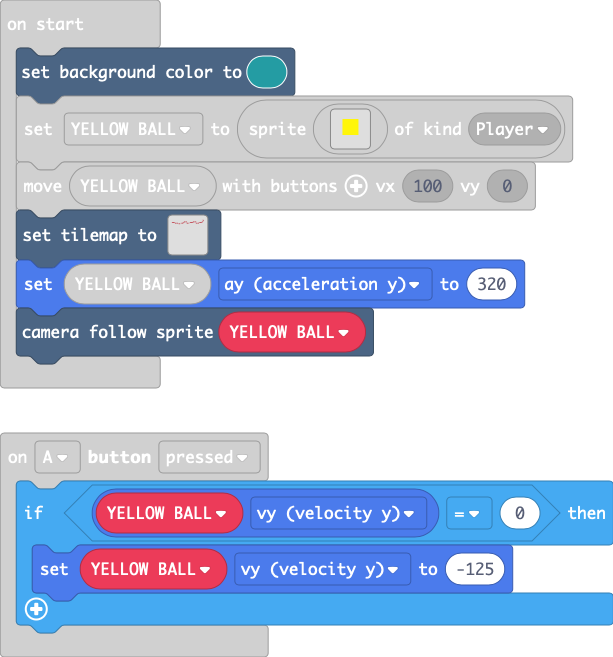 on start
set background color to
set YELLOW BALL to sprite of kind Player
move YELLOW BALL with buttons vx 100 vy 0
set tilemap to
set YELLOW BALL ay (acceleration y) to 320
camera follow sprite YELLOW BALL
on A button pressed
if YELLOW BALL vy (velocity y) = 0 then
set YELLOW BALL vy (velocity y) to -125